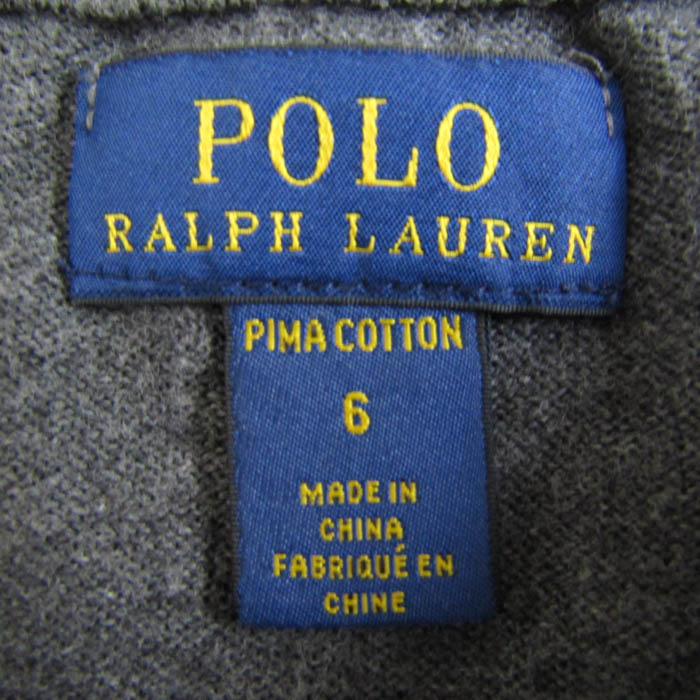 POLO
RALPH LAUREN
PIMA COTTON
6
MADE IN
CHINA
FABRIQUÉ EN
CHINE